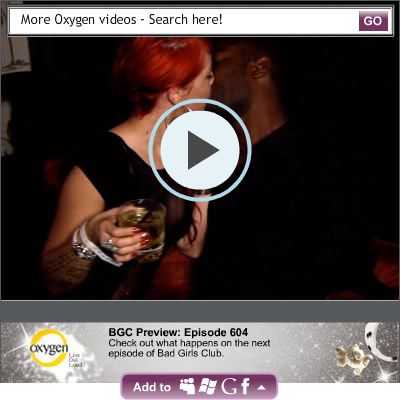 More Oxygen videos - Search here!
GO
BGC Preview: Episode 604
Check out what happens on the next
episode of Bad Girls Club.
oxygen
Live
Out
Loud
Add to